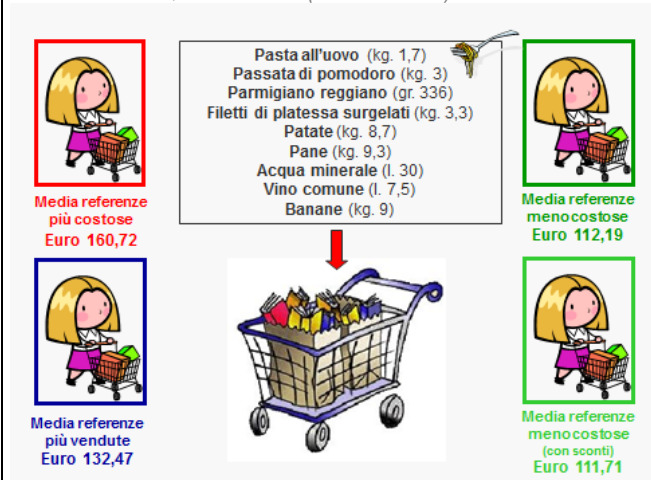 Pasta all'uovo (kg. 1,7)
Passata di pomodoro (kg. 3)
Parmigiano reggiano (gr. 336)
Filetti di platessa surgelati (kg. 3,3)
Patate (kg. 8,7)
Pane (kg. 9,3)
Acqua minerale (l. 30)
Vino comune (l. 7,5)
Banane (kg. 9)
Media referenze
più costose
Euro 160,72
Media referenze
meno costose
Euro 112,19
Media referenze
più vendute
Euro 132,47
Media referenze
meno costose
(con sconti)
Euro 111,71